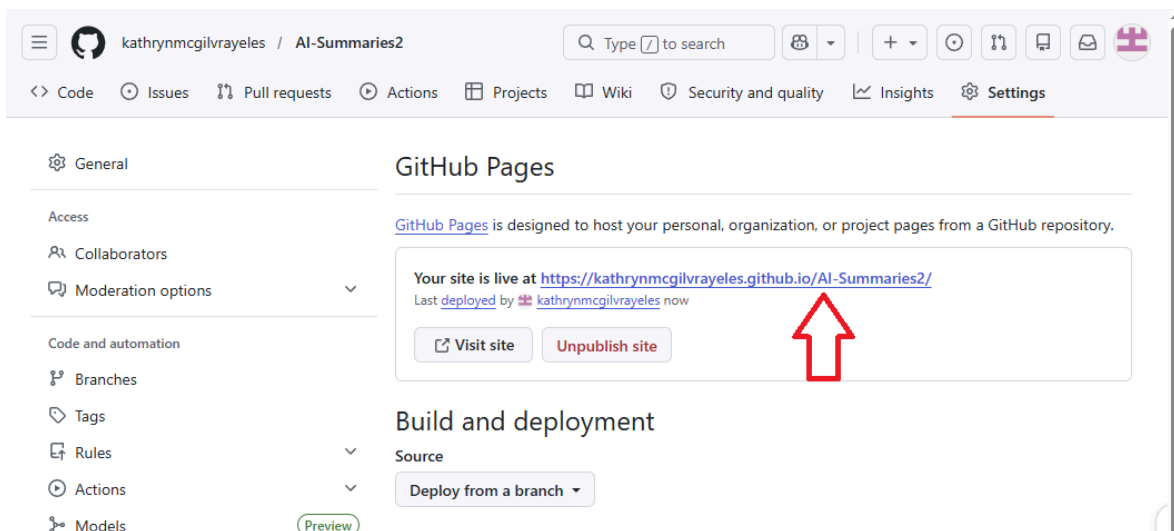 kathrynmcgilvrayeles / AI-Summaries2
Type / to search
Code
Issues
Pull requests
Actions
Projects
Wiki
Security and quality
Insights
Settings
General
Access
Collaborators
Moderation options
Code and automation
Branches
Tags
Rules
Actions
Models
Preview
GitHub Pages
GitHub Pages is designed to host your personal, organization, or project pages from a GitHub repository.
Your site is live at https://kathrynmcgilvrayeles.github.io/AI-Summaries2/
Last deployed by kathrynmcgilvrayeles now
Visit site
Unpublish site
Build and deployment
Source
Deploy from a branch